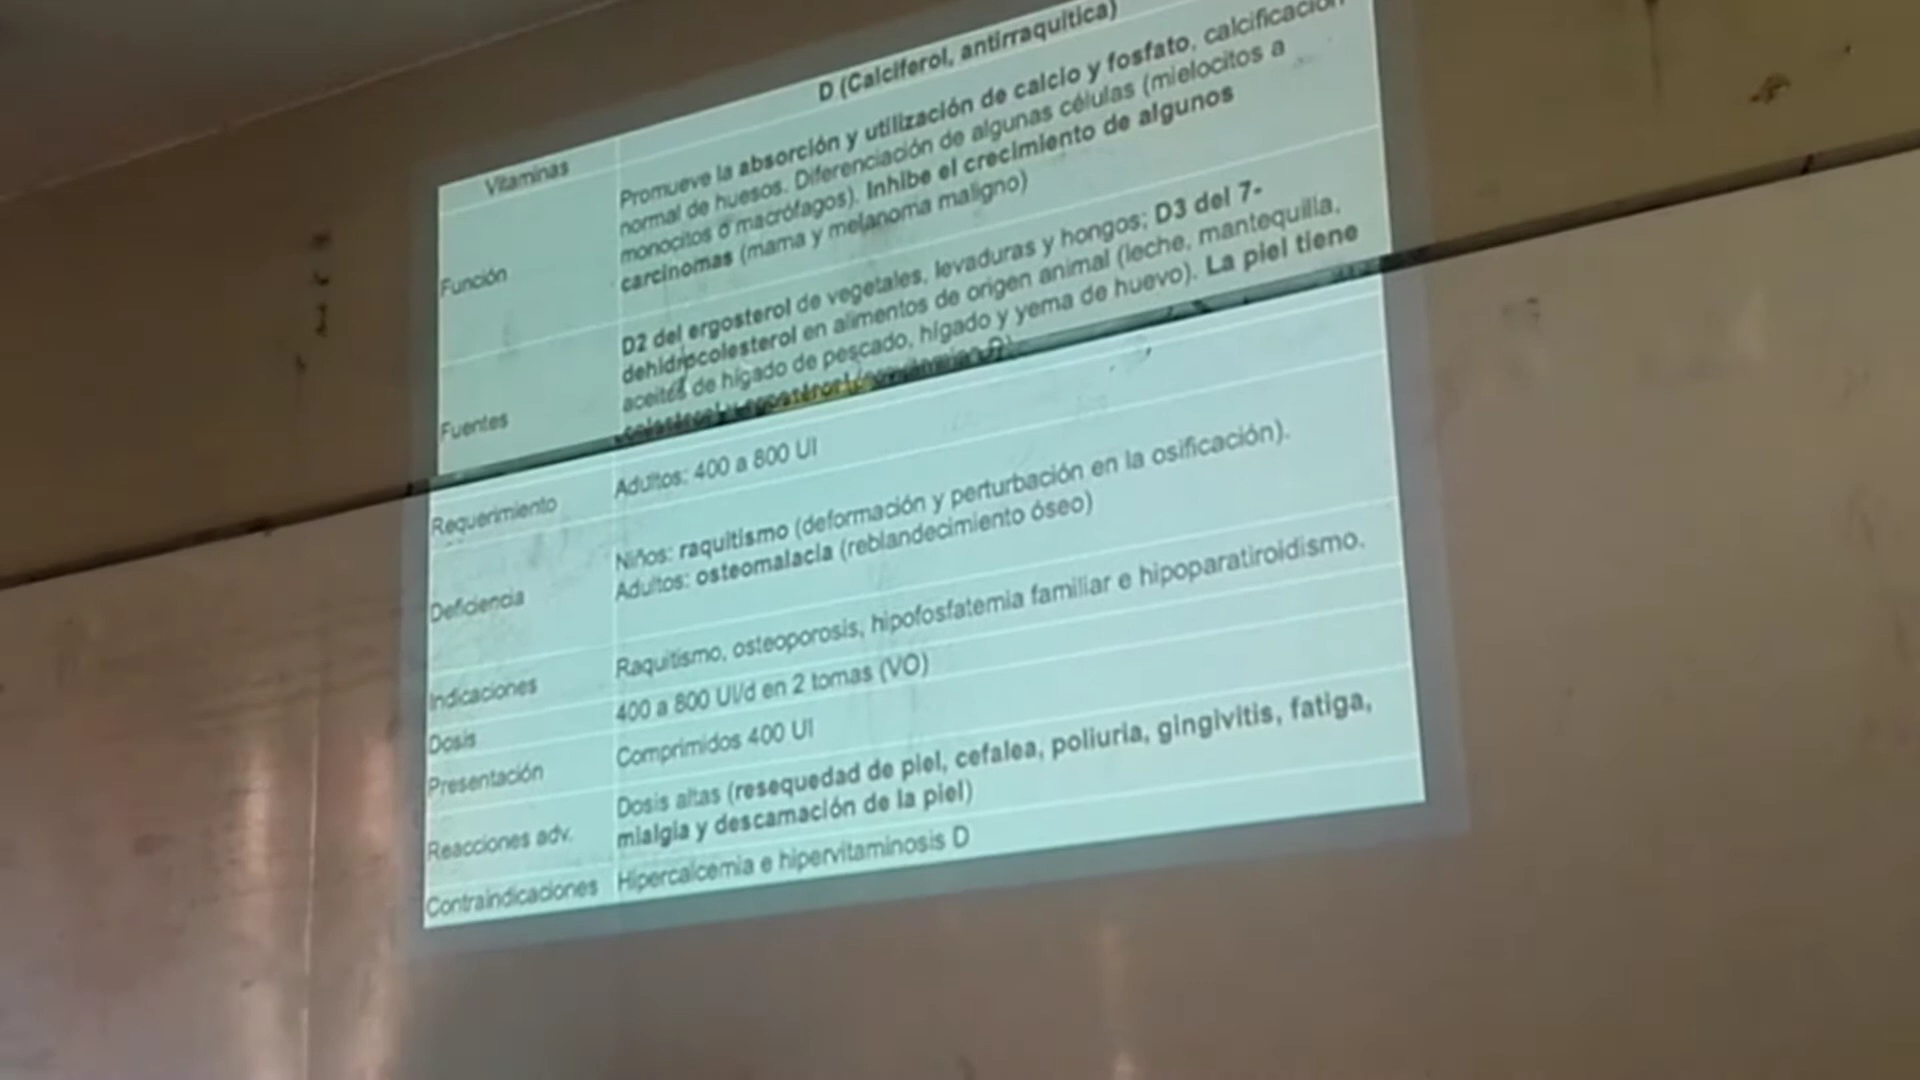 Vitaminas
D (Calciferol, antirraquítica)
Función
Promueve la absorción y utilización de calcio y fosfato, calcificación
normal de huesos. Diferenciación de algunas células (mielocitos a
monocitos o macrófagos). Inhibe el crecimiento de algunos
carcinomas (mama y melanoma maligno)
Fuentes
D2 del ergosterol de vegetales, levaduras y hongos; D3 del 7-
dehidrocolesterol en alimentos de origen animal (leche, mantequilla,
aceites de hígado de pescado, hígado y yema de huevo). La piel tiene
colesterol y ergosterol (provitamina D)
Requerimiento
Adultos: 400 a 800 UI
Deficiencia
Niños: raquitismo (deformación y perturbación en la osificación).
Adultos: osteomalacia (reblandecimiento óseo)
Indicaciones
Raquitismo, osteoporosis, hipofosfatemia familiar e hipoparatiroidismo.
Dosis
400 a 800 UI/d en 2 tomas (VO)
Presentación
Comprimidos 400 UI
Reacciones adv.
Dosis altas (resequedad de piel, cefalea, poliuria, gingivitis, fatiga,
mialgia y descamación de la piel)
Contraindicaciones
Hipercalcemia e hipervitaminosis D